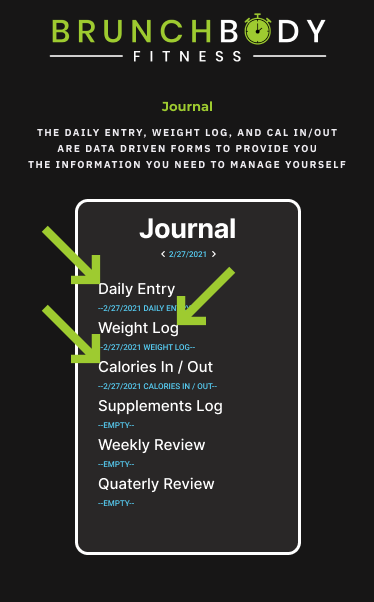 BRUNCHBODY
FITNESS
Journal
THE DAILY ENTRY, WEIGHT LOG, AND CAL IN/OUT
ARE DATA DRIVEN FORMS TO PROVIDE YOU
THE INFORMATION YOU NEED TO MANAGE YOURSELF
Journal
< 2/27/2021 >
Daily Entry
--2/27/2021 DAILY
Weight Log
-2/27/2021 WEIGHT LOG--
Calories In / Out
--2/27/2021 CALORIES IN / OUT--
Supplements Log
--EMPTY--
Weekly Review
--EMPTY--
Quaterly Review
--EMPTY--